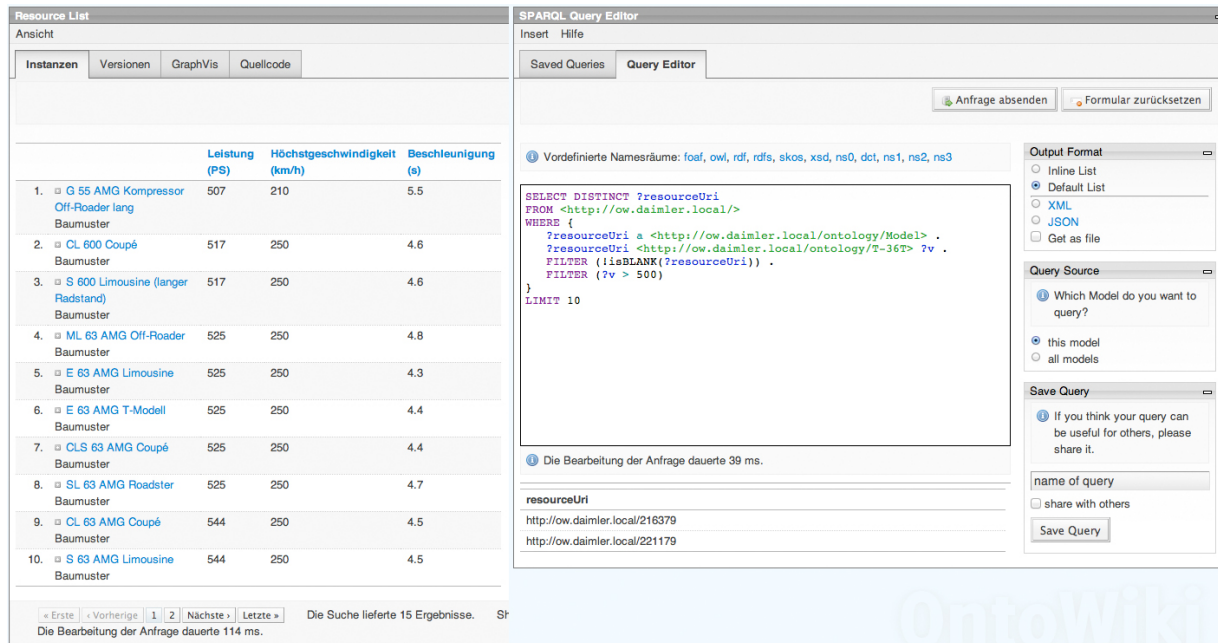 Resource List
Ansicht
Instanzen Versionen GraphVis Quellcode
Leistung (PS) Höchstgeschwindigkeit (km/h) Beschleunigung (s)
1. G 55 AMG Kompressor Off-Roader lang 507 210 5.5
Baumuster
2. CL 600 Coupé 517 250 4.6
Baumuster
3. S 600 Limousine (langer Radstand) 517 250 4.6
Baumuster
4. ML 63 AMG Off-Roader 525 250 4.8
Baumuster
5. E 63 AMG Limousine 525 250 4.3
Baumuster
6. E 63 AMG T-Modell 525 250 4.4
Baumuster
7. CLS 63 AMG Coupé 525 250 4.4
Baumuster
8. SL 63 AMG Roadster 525 250 4.7
Baumuster
9. CL 63 AMG Coupé 544 250 4.5
Baumuster
10. S 63 AMG Limousine 544 250 4.5
Baumuster
« Erste ‹ Vorherige 1 2 Nächste › Letzte » Die Suche lieferte 15 Ergebnisse. Sh
Die Bearbeitung der Anfrage dauerte 114 ms.
SPARQL Query Editor
Insert Hilfe
Saved Queries Query Editor
Anfrage absenden Formular zurücksetzen
Vordefinierte Namesräume: foaf, owl, rdf, rdfs, skos, xsd, ns0, dct, ns1, ns2, ns3
SELECT DISTINCT ?resourceUri
FROM <http://ow.daimler.local/>
WHERE {
?resourceUri a <http://ow.daimler.local/ontology/Model> .
?resourceUri <http://ow.daimler.local/ontology/T-36T> ?v .
FILTER (!isBLANK(?resourceUri)) .
FILTER (?v > 500)
}
LIMIT 10
Die Bearbeitung der Anfrage dauerte 39 ms.
resourceUri
http://ow.daimler.local/216379
http://ow.daimler.local/221179
Output Format
Inline List
Default List
XML
JSON
Get as file
Query Source
Which Model do you want to
query?
this model
all models
Save Query
If you think your query can
be useful for others, please
share it.
name of query
share with others
Save Query
OntoWiki